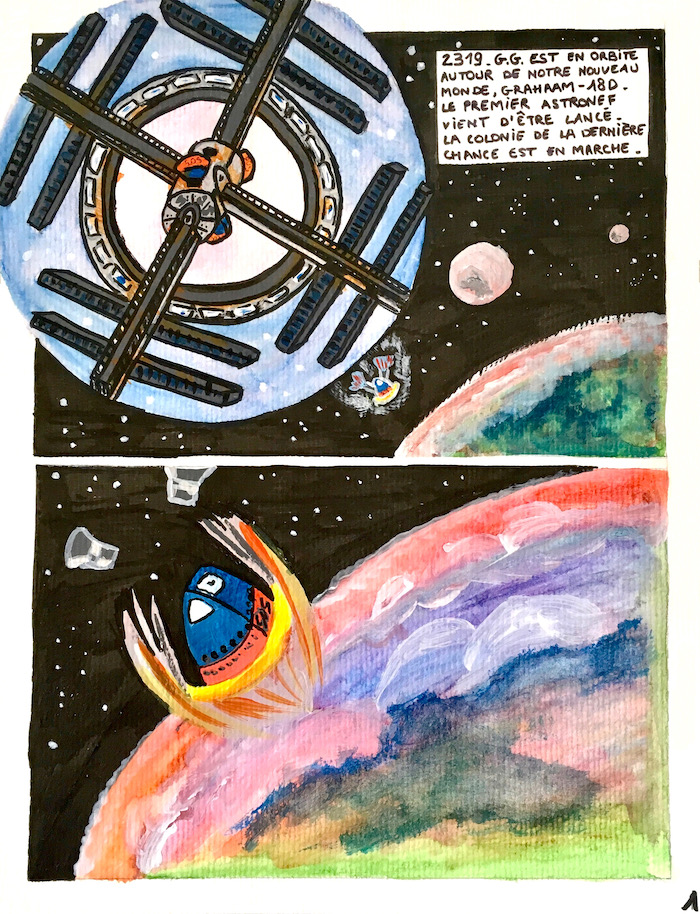 2319. G.G. EST EN ORBITE
AUTOUR DE NOTRE NOUVEAU
MONDE, GRAHAAM-18D.
LE PREMIER ASTRONEF
VIENT D'ÊTRE LANCÉ.
LA COLONIE DE LA DERNIÈRE
CHANCE EST EN MARCHE.
1